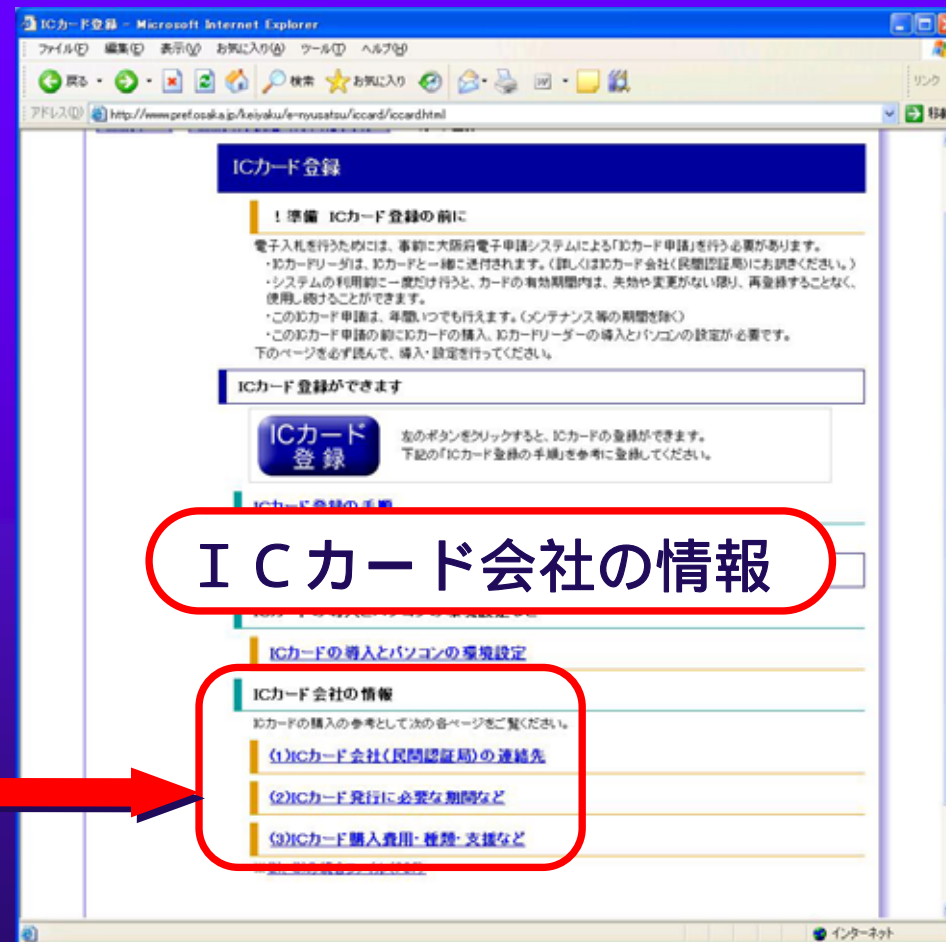 ICカード登録 - Microsoft Internet Explorer
ファイル(F) 編集(E) 表示(V) お気に入り(A) ツール(T) ヘルプ(H)
戻る 検索 お気に入り リンク
アドレス(D) http://www.pref.osaka.jp/keiyaku/e-nyusatsu/iccard/iccard.html 移動
ICカード登録
！準備 ICカード登録の前に
電子入札を行うためには、事前に大阪府電子申請システムによる「ICカード申請」を行う必要があります。
・ICカードリーダは、ICカードと一緒に送付されます。（詳しくはICカード会社（民間認証局）にお訊きください。）
・システムの利用前に一度だけ行うと、カードの有効期間内は、失効や変更がない限り、再登録することなく、
使用し続けることができます。
・このICカード申請は、年間、いつでも行えます。（メンテナンス等の期間を除く）
・このICカード申請の前にICカードの購入、ICカードリーダーの導入とパソコンの設定が必要です。
下のページを必ず読んで、導入・設定を行ってください。
ICカード登録ができます
ICカード
登録
左のボタンをクリックすると、ICカードの登録ができます。
下記の「ICカード登録の手順」を参考に登録してください。
ICカード登録の手順
ＩＣカード会社の情報
ICカードの導入とパソコンの環境設定
ICカード会社の情報
ICカードの購入の参考として次の各ページをご覧ください。
(1)ICカード会社（民間認証局）の連絡先
(2)ICカード発行に必要な期間など
(3)ICカード購入費用・種類・支援など
インターネット